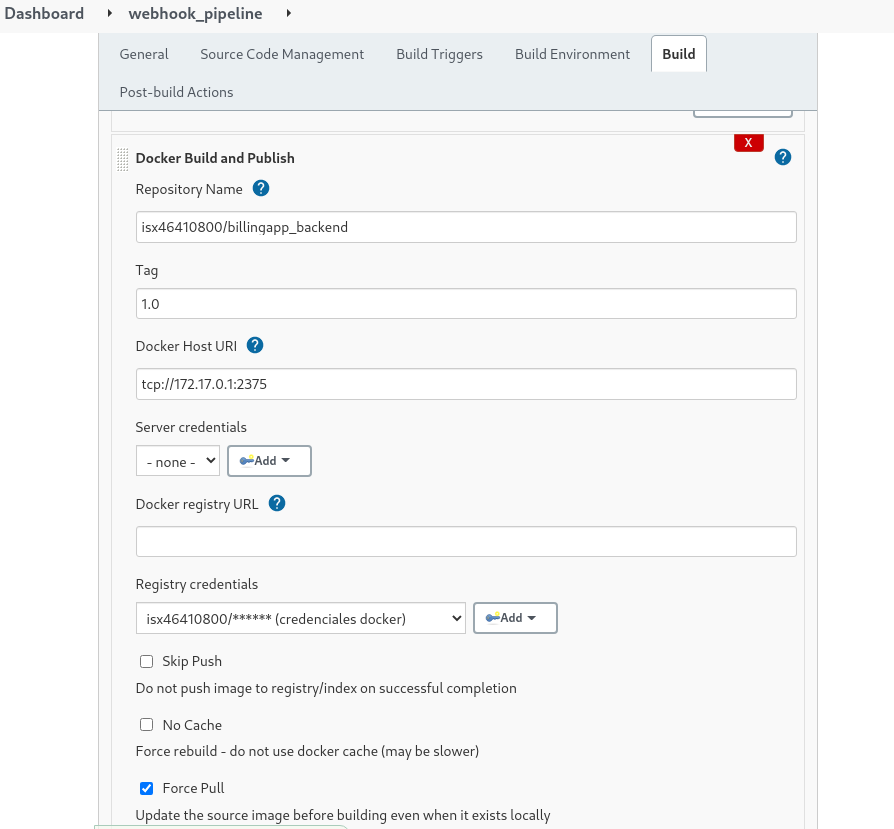 Dashboard webhook_pipeline
General Source Code Management Build Triggers Build Environment Build
Post-build Actions
X
Docker Build and Publish ?
Repository Name ?
isx46410800/billingapp_backend
Tag
1.0
Docker Host URI ?
tcp://172.17.0.1:2375
Server credentials
- none - Add
Docker registry URL ?
Registry credentials
isx46410800/****** (credenciales docker) Add
Skip Push
Do not push image to registry/index on successful completion
No Cache
Force rebuild - do not use docker cache (may be slower)
Force Pull
Update the source image before building even when it exists locally